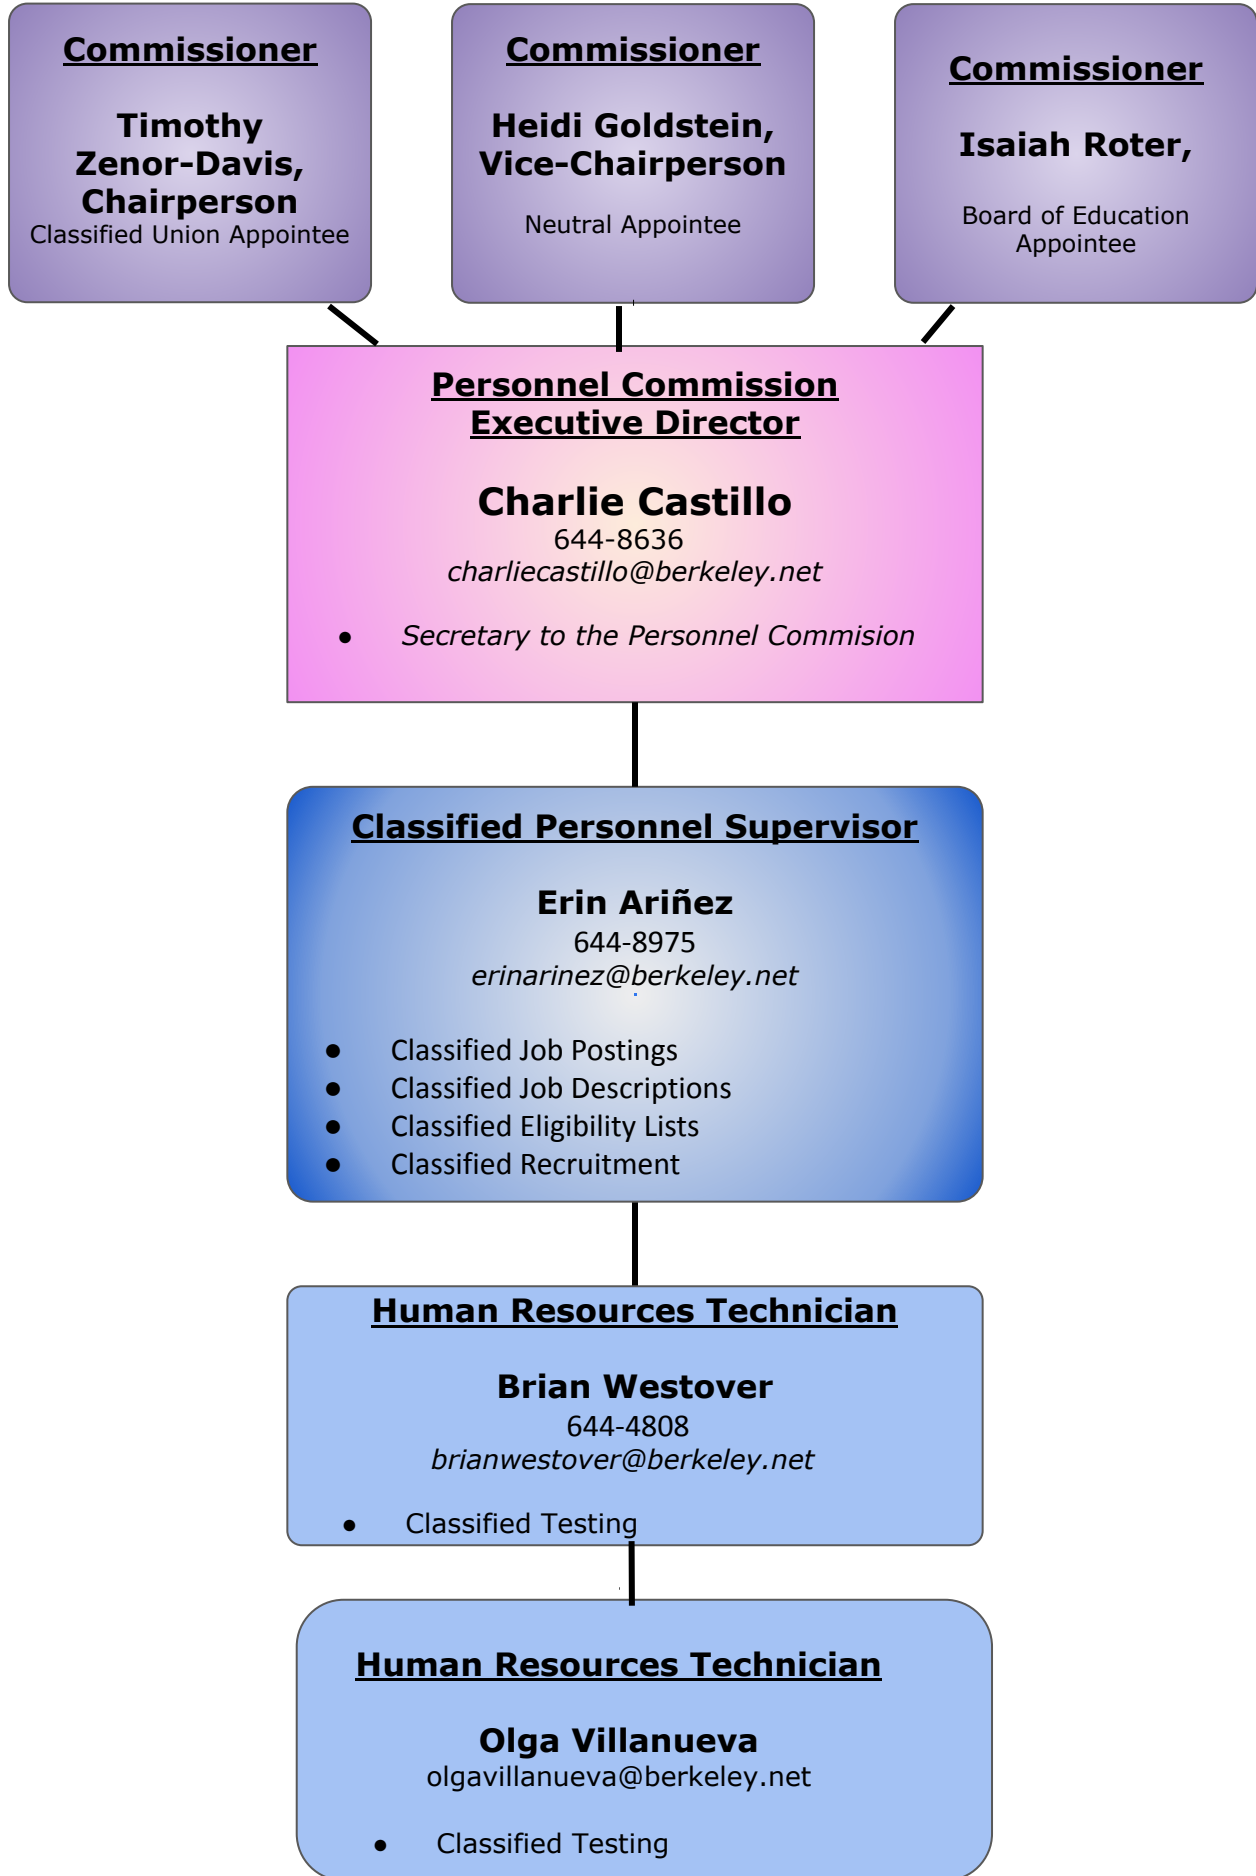 Commissioner
Timothy
Zenor-Davis,
Chairperson
Classified Union Appointee
Commissioner
Heidi Goldstein,
Vice-Chairperson
Neutral Appointee
Commissioner
Isaiah Roter,
Board of Education
Appointee
Personnel Commission
Executive Director
Charlie Castillo
644-8636
charliecastillo@berkeley.net
● Secretary to the Personnel Commision
Classified Personnel Supervisor
Erin Ariñez
644-8975
erinarinez@berkeley.net
● Classified Job Postings
● Classified Job Descriptions
● Classified Eligibility Lists
● Classified Recruitment
Human Resources Technician
Brian Westover
644-4808
brianwestover@berkeley.net
● Classified Testing
Human Resources Technician
Olga Villanueva
olgavillanueva@berkeley.net
● Classified Testing